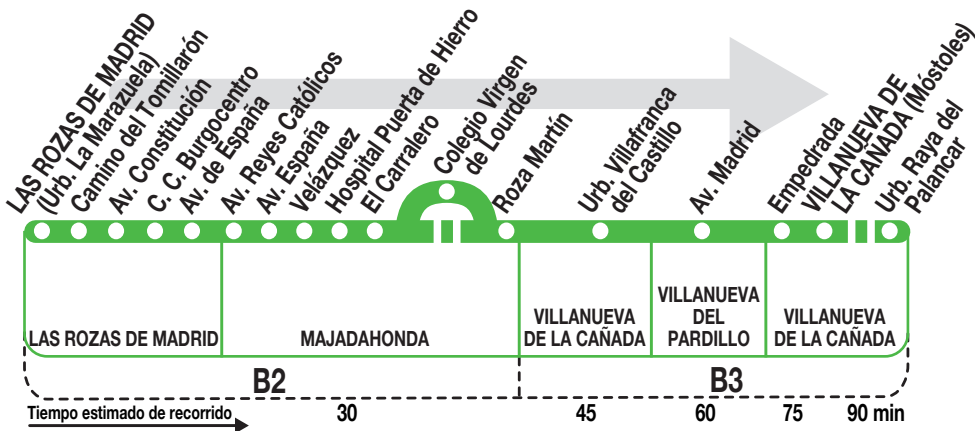 LAS ROZAS DE MADRID
(Urb. La Marazuela)
Camino del Tomillarón
Av. Constitución
C. C. Burgocentro
Av. de España
Av. Reyes Católicos
Av. España
Velázquez
Hospital Puerta de Hierro
El Carralero
Colegio Virgen
de Lourdes
Roza Martín
Urb. Villafranca
del Castillo
Av. Madrid
Empedrada
VILLANUEVA DE
LA CAÑADA (Móstoles)
Urb. Raya del
Palancar
LAS ROZAS DE MADRID
MAJADAHONDA
VILLANUEVA
DE LA CAÑADA
VILLANUEVA
DEL
PARDILLO
VILLANUEVA
DE LA CAÑADA
B2
B3
Tiempo estimado de recorrido
30
45
60
75
90 min